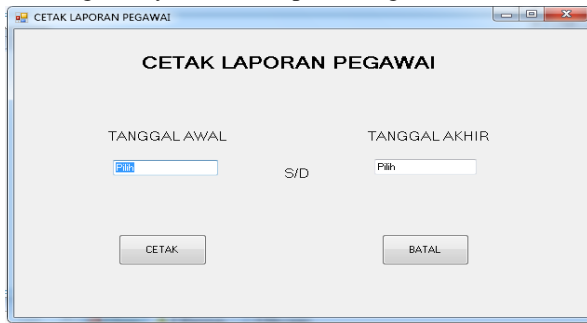 CETAK LAPORAN PEGAWAI
CETAK LAPORAN PEGAWAI
TANGGAL AWAL
TANGGAL AKHIR
Pilih
S/D
Pilih
CETAK
BATAL